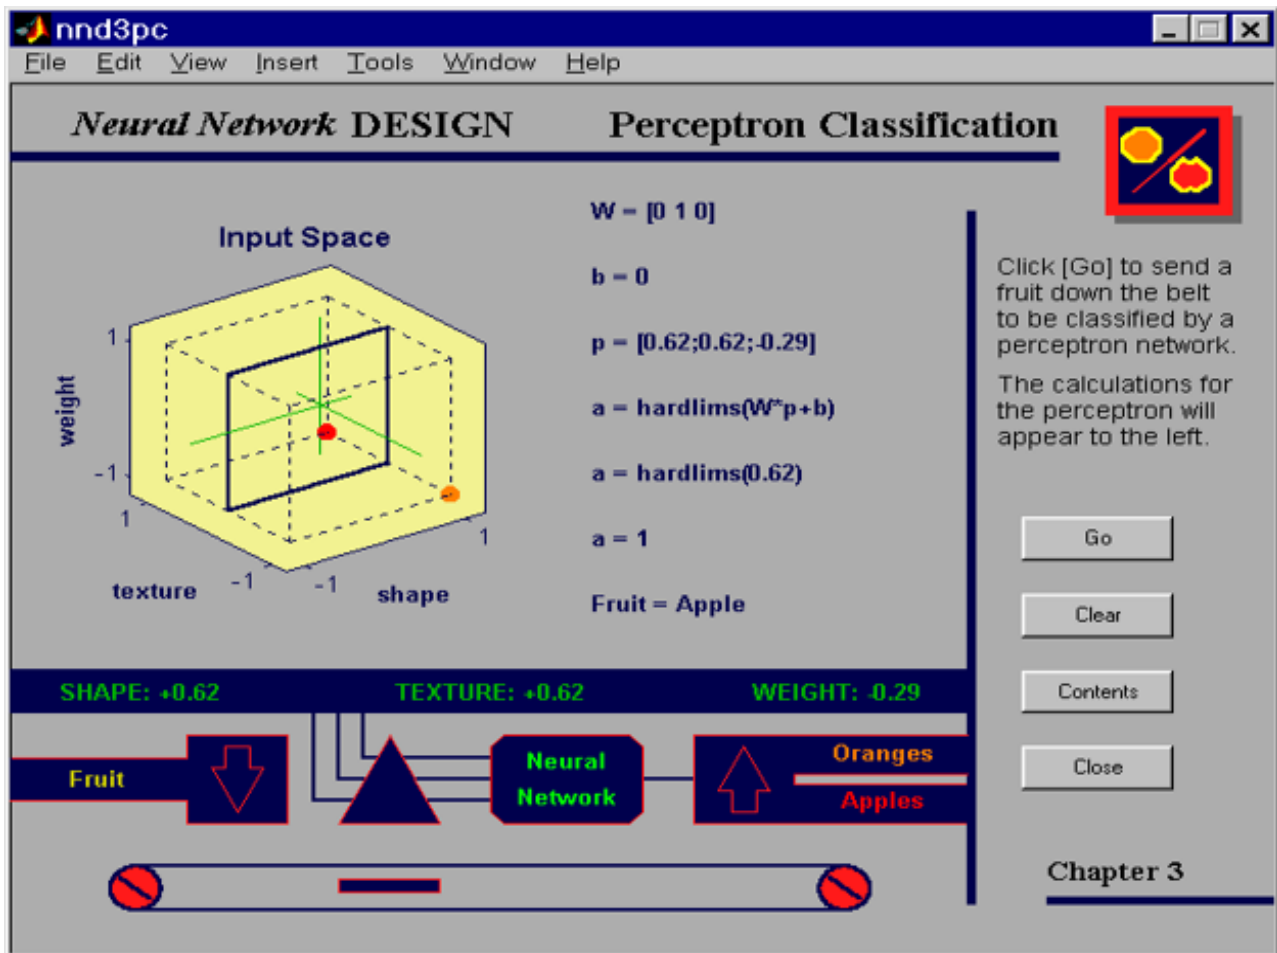 nnd3pc
File Edit View Insert Tools Window Help
Neural Network DESIGN
Perceptron Classification
Input Space
1
weight
-1
1
texture
-1
-1
shape
1
W = [0 1 0]
b = 0
p = [0.62;0.62;-0.29]
a = hardlims(W*p+b)
a = hardlims(0.62)
a = 1
Fruit = Apple
Click [Go] to send a
fruit down the belt
to be classified by a
perceptron network.
The calculations for
the perceptron will
appear to the left.
Go
Clear
Contents
Close
SHAPE: +0.62 TEXTURE: +0.62 WEIGHT: -0.29
Fruit
Neural
Network
Oranges
Apples
Chapter 3